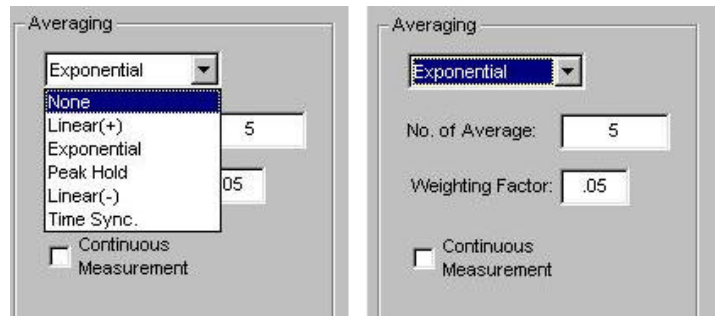 Averaging
Exponential
None
Linear(+)
Exponential
Peak Hold
Linear(-)
Time Sync.
5
05
Continuous
Measurement
Averaging
Exponential
No. of Average: 5
Weighting Factor: .05
Continuous
Measurement